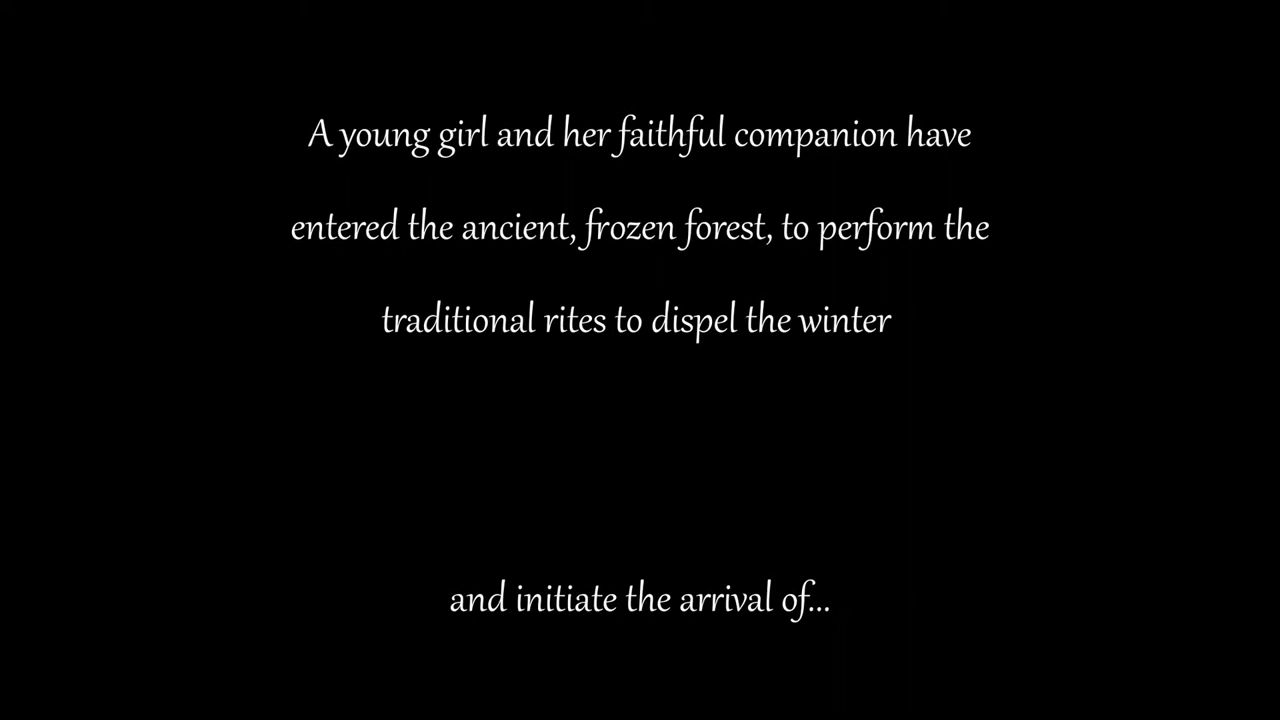 A young girl and her faithful companion have
entered the ancient, frozen forest, to perform the
traditional rites to dispel the winter
and initiate the arrival of...